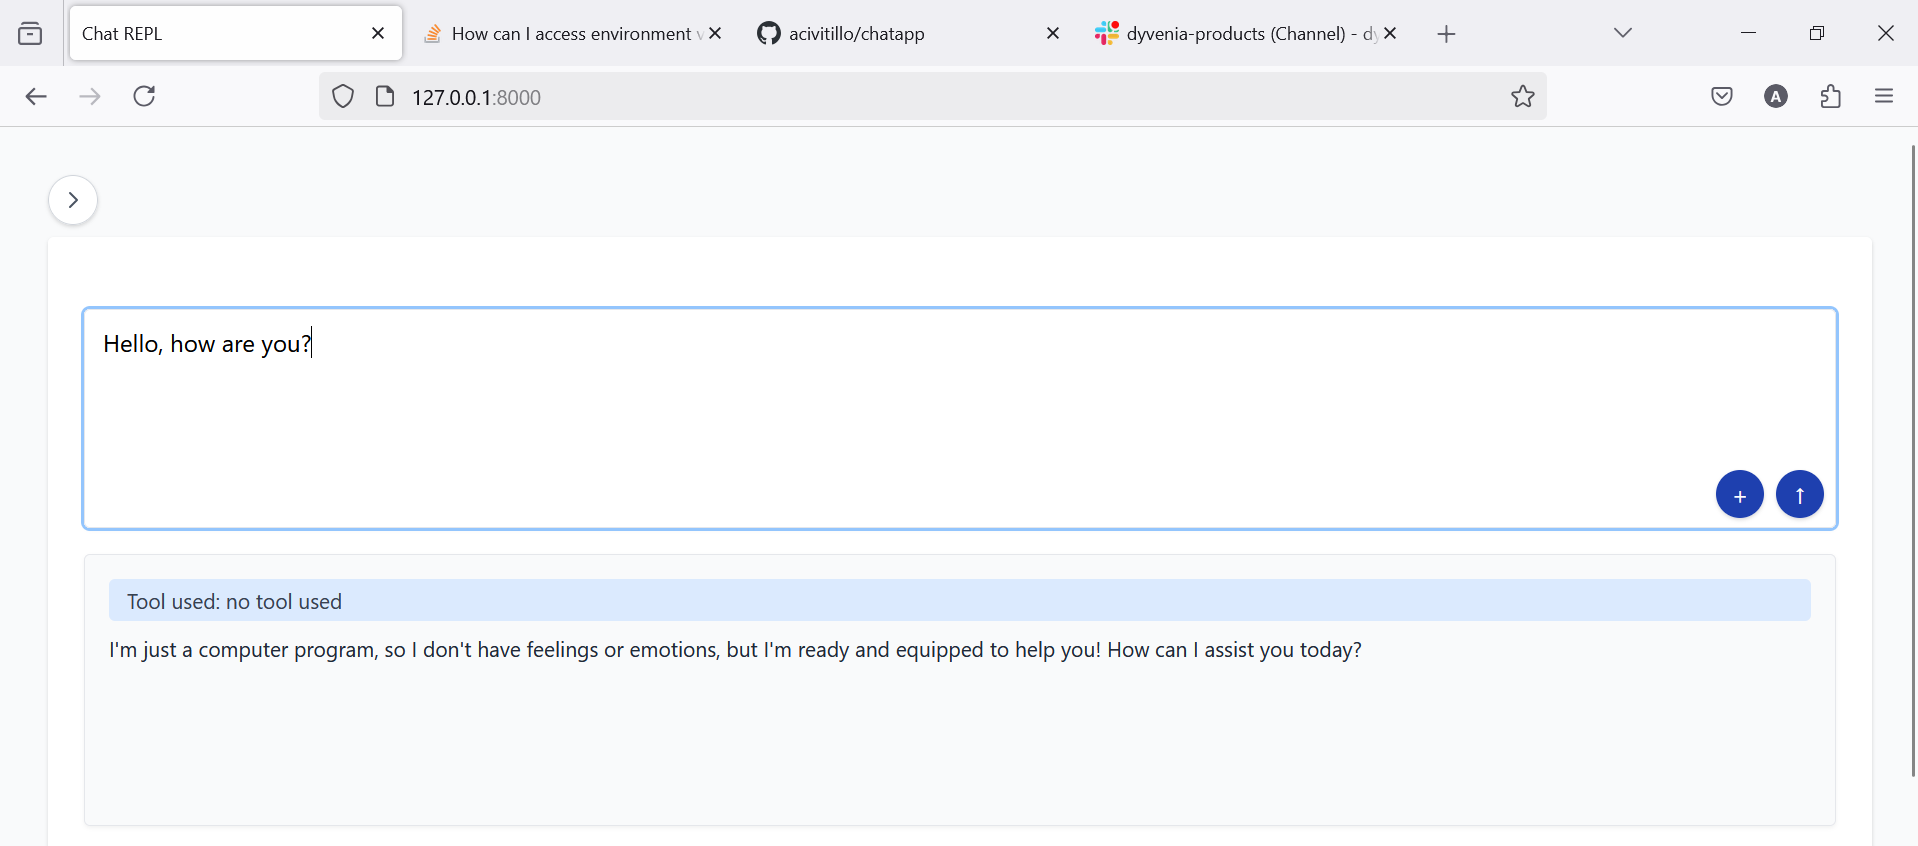 Chat REPL
How can I access environment v
acivitillo/chatapp
dyvenia-products (Channel) - dy
127.0.0.1:8000
A
Hello, how are you?
+ ↑
Tool used: no tool used
I'm just a computer program, so I don't have feelings or emotions, but I'm ready and equipped to help you! How can I assist you today?